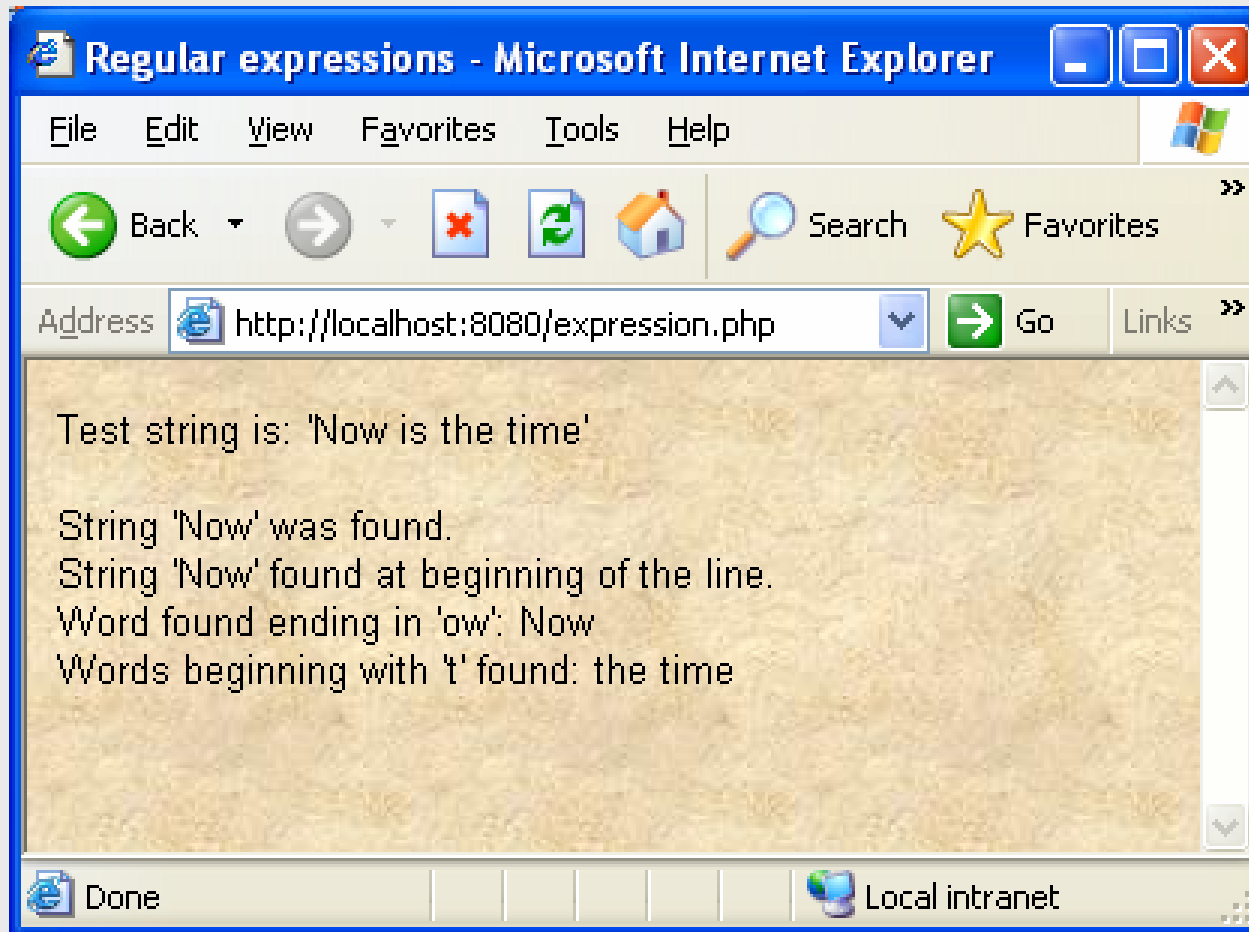 Regular expressions - Microsoft Internet Explorer
File Edit View Favorites Tools Help
Back Search Favorites »
Address http://localhost:8080/expression.php Go Links »
Test string is: 'Now is the time'
String 'Now' was found.
String 'Now' found at beginning of the line.
Word found ending in 'ow': Now
Words beginning with 't' found: the time
Done Local intranet